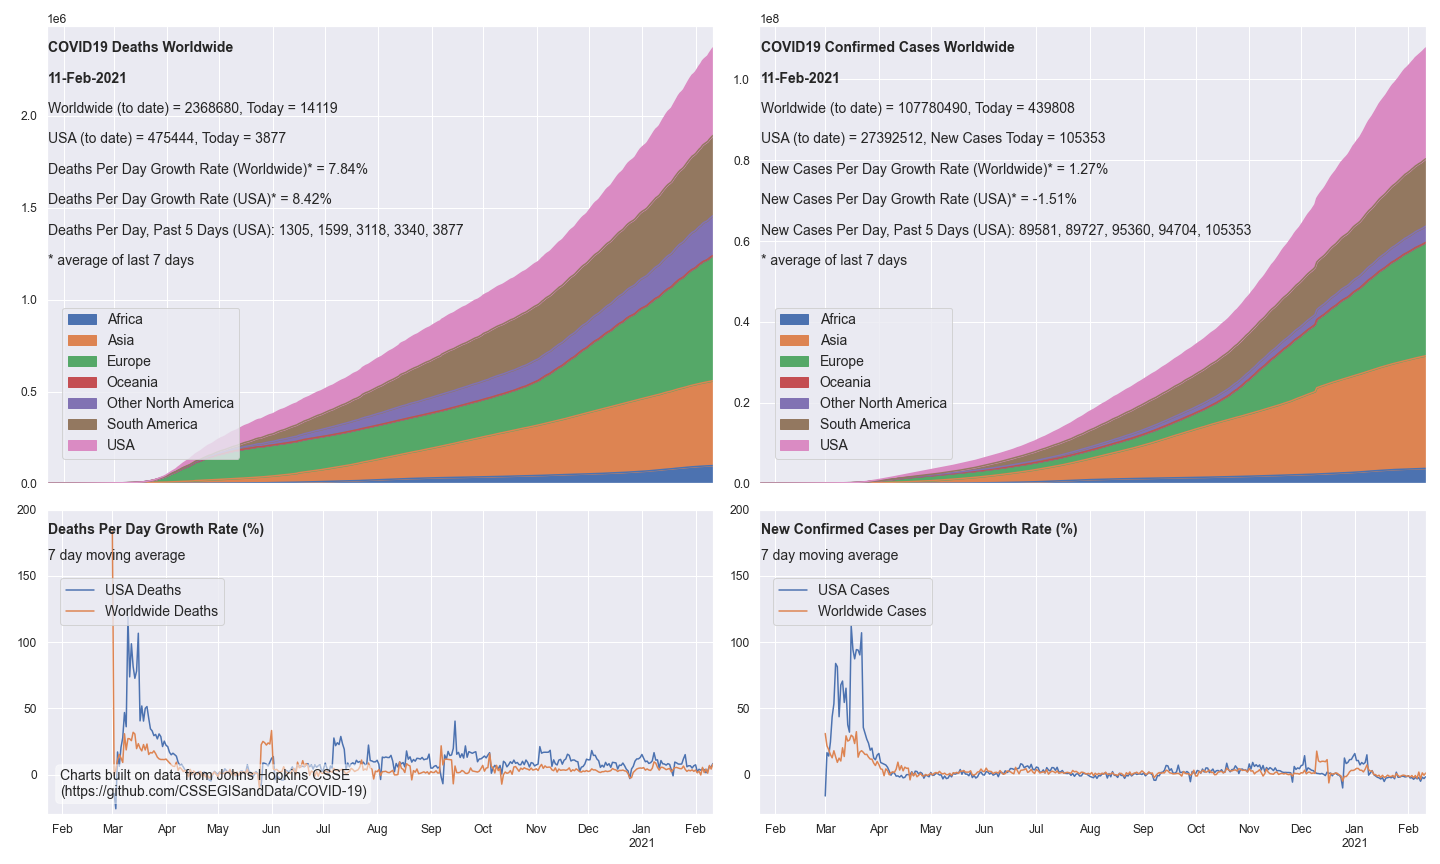 1e6
COVID19 Deaths Worldwide
11-Feb-2021
Worldwide (to date) = 2368680, Today = 14119
USA (to date) = 475444, Today = 3877
Deaths Per Day Growth Rate (Worldwide)* = 7.84%
Deaths Per Day Growth Rate (USA)* = 8.42%
Deaths Per Day, Past 5 Days (USA): 1305, 1599, 3118, 3340, 3877
* average of last 7 days
2.0
1.5
1.0
0.5
0.0
Africa
Asia
Europe
Oceania
Other North America
South America
USA
1e8
COVID19 Confirmed Cases Worldwide
11-Feb-2021
Worldwide (to date) = 107780490, Today = 439808
USA (to date) = 27392512, New Cases Today = 105353
New Cases Per Day Growth Rate (Worldwide)* = 1.27%
New Cases Per Day Growth Rate (USA)* = -1.51%
New Cases Per Day, Past 5 Days (USA): 89581, 89727, 95360, 94704, 105353
* average of last 7 days
1.0
0.8
0.6
0.4
0.2
0.0
Africa
Asia
Europe
Oceania
Other North America
South America
USA
Deaths Per Day Growth Rate (%)
7 day moving average
USA Deaths
Worldwide Deaths
200
150
100
50
0
Charts built on data from Johns Hopkins CSSE
(https://github.com/CSSEGISandData/COVID-19)
Feb Mar Apr May Jun Jul Aug Sep Oct Nov Dec Jan Feb
2021
New Confirmed Cases per Day Growth Rate (%)
7 day moving average
USA Cases
Worldwide Cases
200
150
100
50
0
Feb Mar Apr May Jun Jul Aug Sep Oct Nov Dec Jan Feb
2021